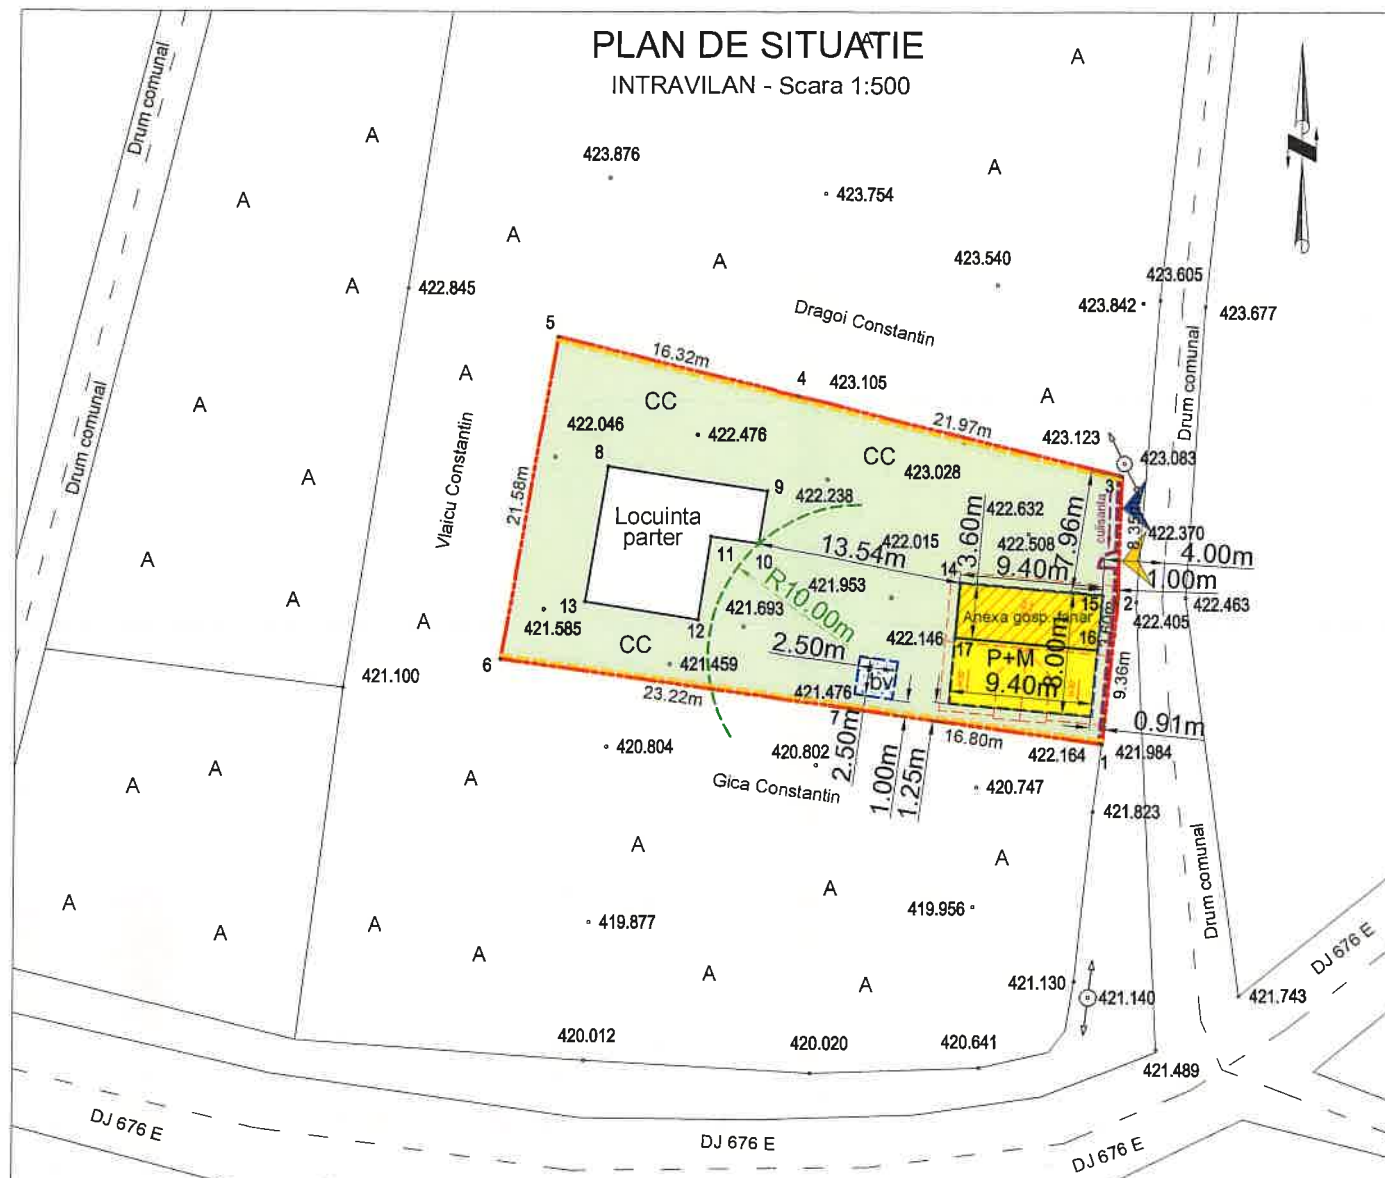 PLAN DE SITUATIE
A
INTRAVILAN - Scara 1:500
A
Drum comunal
A
423.876
A
423.754
A
A
A
423.540
423.605
A
422.845
423.842
423.677
Dragoi Constantin
5
16.32m
4
423.105
A
A
A
CC
Drum comunal
Drum comunal
21.97m
423.123
422.046
422.476
CC
423.028
423.083
Vlaicu Constantin
8
A
9
3
21.58m
422.238
culisanta
Locuinta
parter
422.632
3.60m
7.96m
8.35m
422.370
13.54m
422.015
422.508
4.00m
11
10
14
9.40m
1.00m
A
R10.00m
421.953
A
13
421.693
15
2
422.463
421.585
12
422.146
Anexa gosp. fanar
422.405
A
CC
2.50m
17
16
P+M
8.00m
6
421.459
bv
9.40m
9.36m
421.100
23.22m
421.476
7
0.91m
16.80m
420.804
420.802
2.50m
422.164
421.984
1
A
A
A
Gica Constantin
1.00m
1.25m
420.747
421.823
A
A
Drum comunal
A
A
419.956
A
A
419.877
A
A
A
A
DJ 676 E
421.130
421.140
421.743
420.012
420.020
420.641
421.489
DJ 676 E
DJ 676 E
DJ 676 E